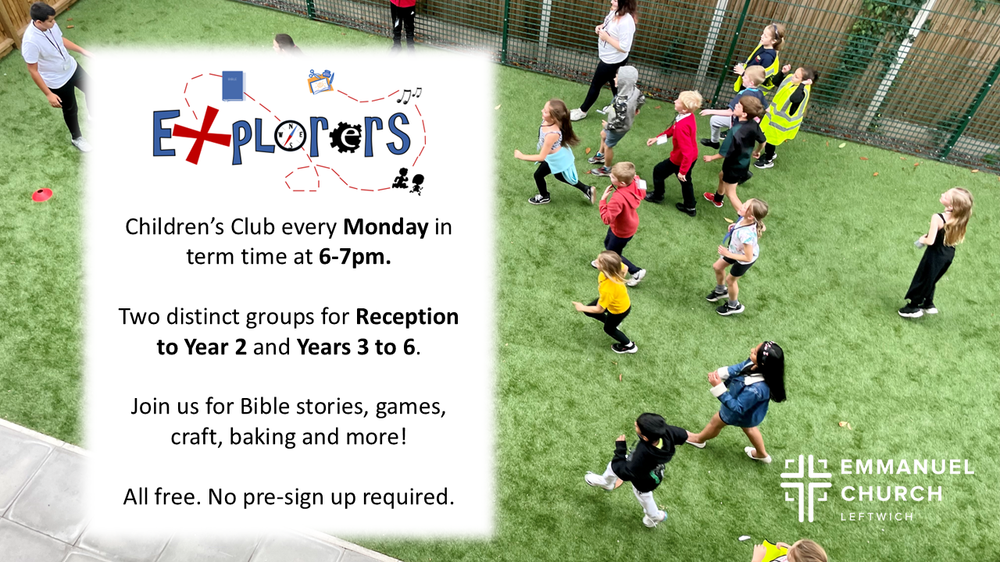 BIBLE
ExpLOrerS
N
W E
S
Children’s Club every Monday in
term time at 6-7pm.
Two distinct groups for Reception
to Year 2 and Years 3 to 6.
Join us for Bible stories, games,
craft, baking and more!
All free. No pre-sign up required.
EMMANUEL
CHURCH
LEFTWICH